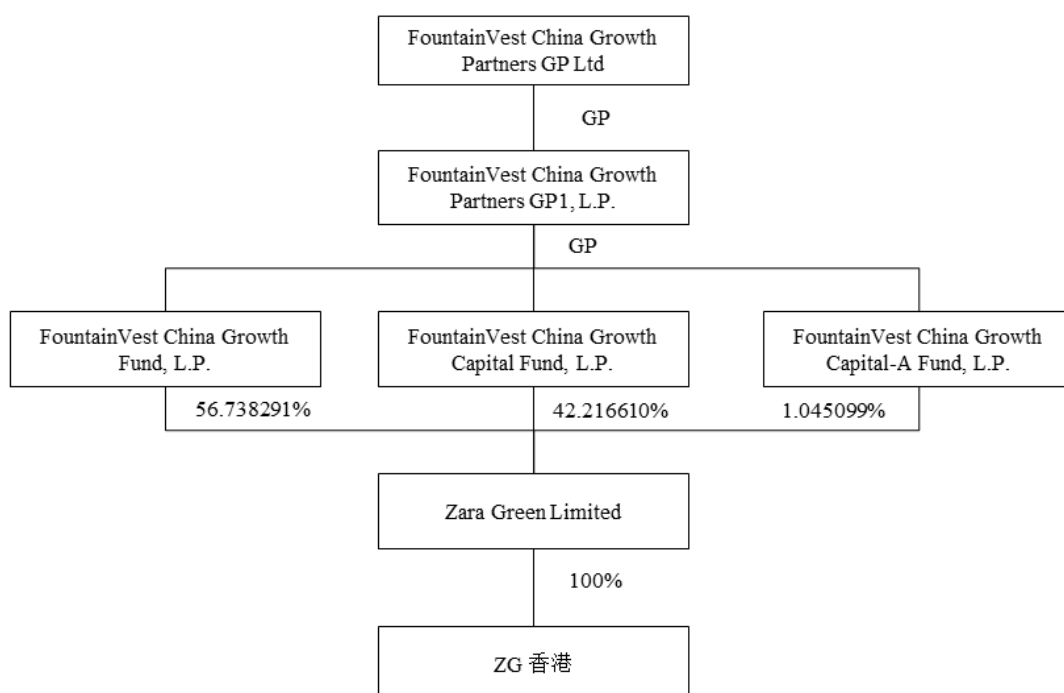 FountainVest China Growth
Partners GP Ltd
GP
FountainVest China Growth
Partners GP1, L.P.
GP
FountainVest China Growth
Fund, L.P.
FountainVest China Growth
Capital Fund, L.P.
FountainVest China Growth
Capital-A Fund, L.P.
56.738291%
42.216610%
1.045099%
Zara Green Limited
100%
ZG 香港